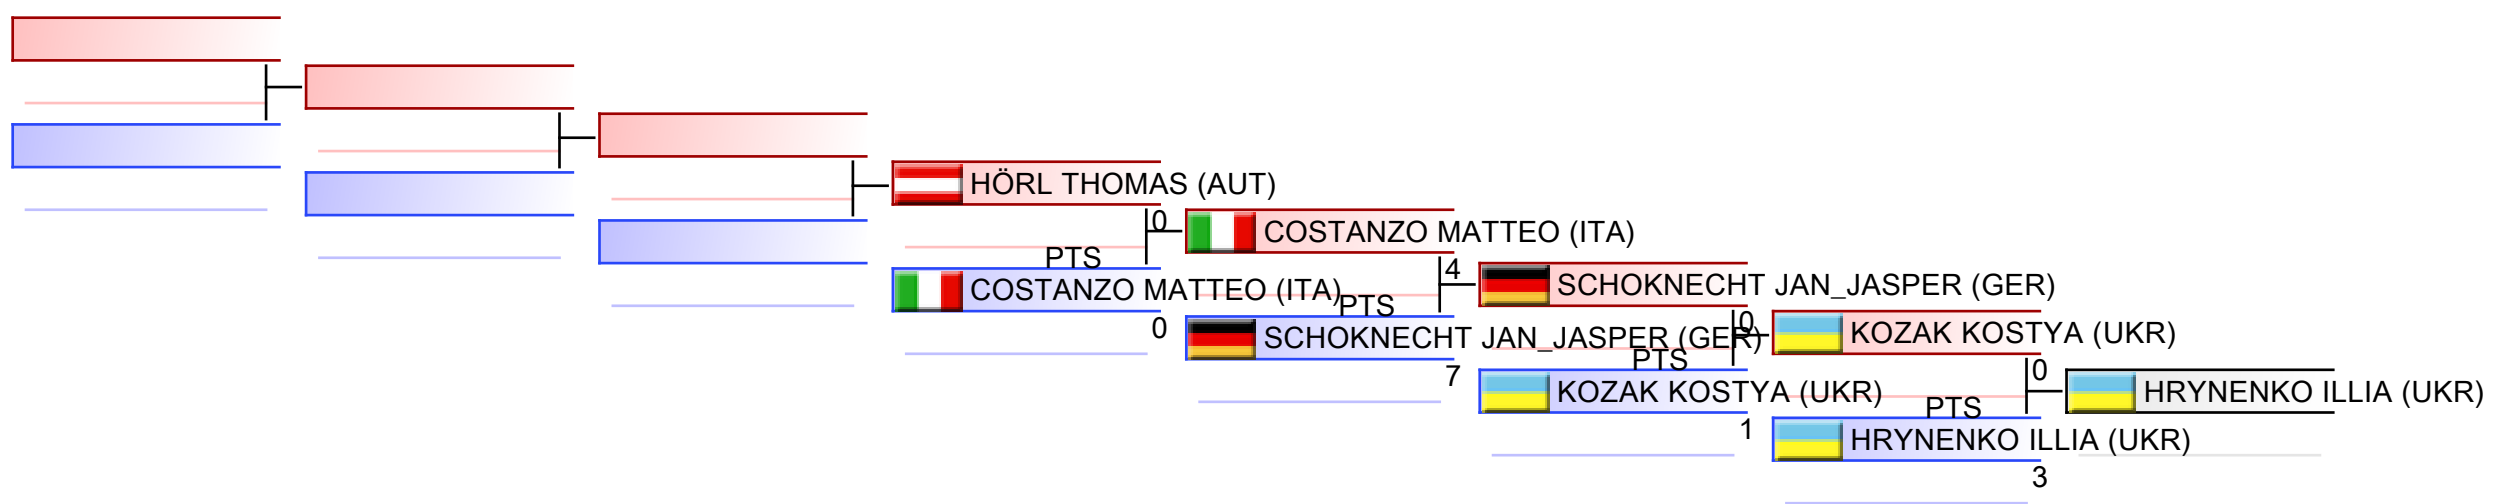 HÖRL THOMAS (AUT)
0
PTS
COSTANZO MATTEO (ITA)
0
COSTANZO MATTEO (ITA)
4
PTS
SCHOKNECHT JAN_JASPER (GER)
7
SCHOKNECHT JAN_JASPER (GER)
0
PTS
KOZAK KOSTYA (UKR)
1
KOZAK KOSTYA (UKR)
0
PTS
HRYNENKO ILLIA (UKR)
3
HRYNENKO ILLIA (UKR)